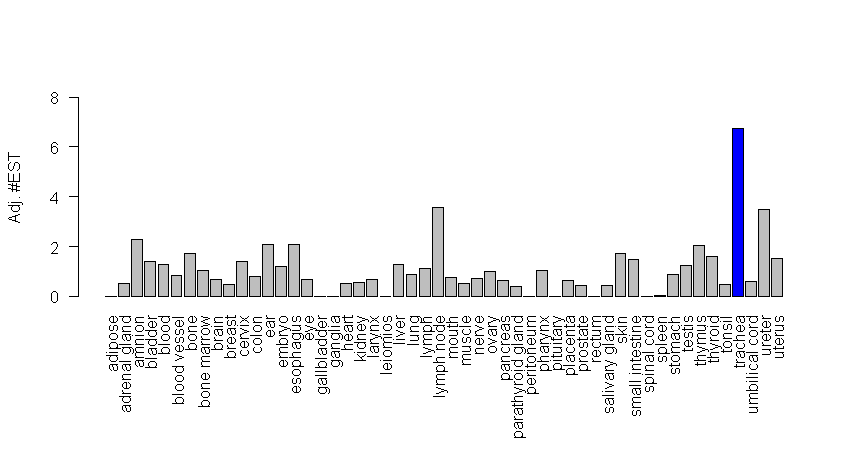 Adj. #EST
8
6
4
2
0
adipose
adrenal gland
amnion
bladder
blood
blood vessel
bone
bone marrow
brain
breast
cervix
colon
ear
embryo
esophagus
eye
gallbladder
ganglia
heart
kidney
larynx
leiomios
liver
lung
lymph
lymph node
mouth
muscle
nerve
ovary
pancreas
parathyroid gland
peritoneum
pharynx
pituitary
placenta
prostate
rectum
salivary gland
skin
small intestine
spinal cord
spleen
stomach
testis
thymus
thyroid
tonsil
trachea
umbilical cord
ureter
uterus